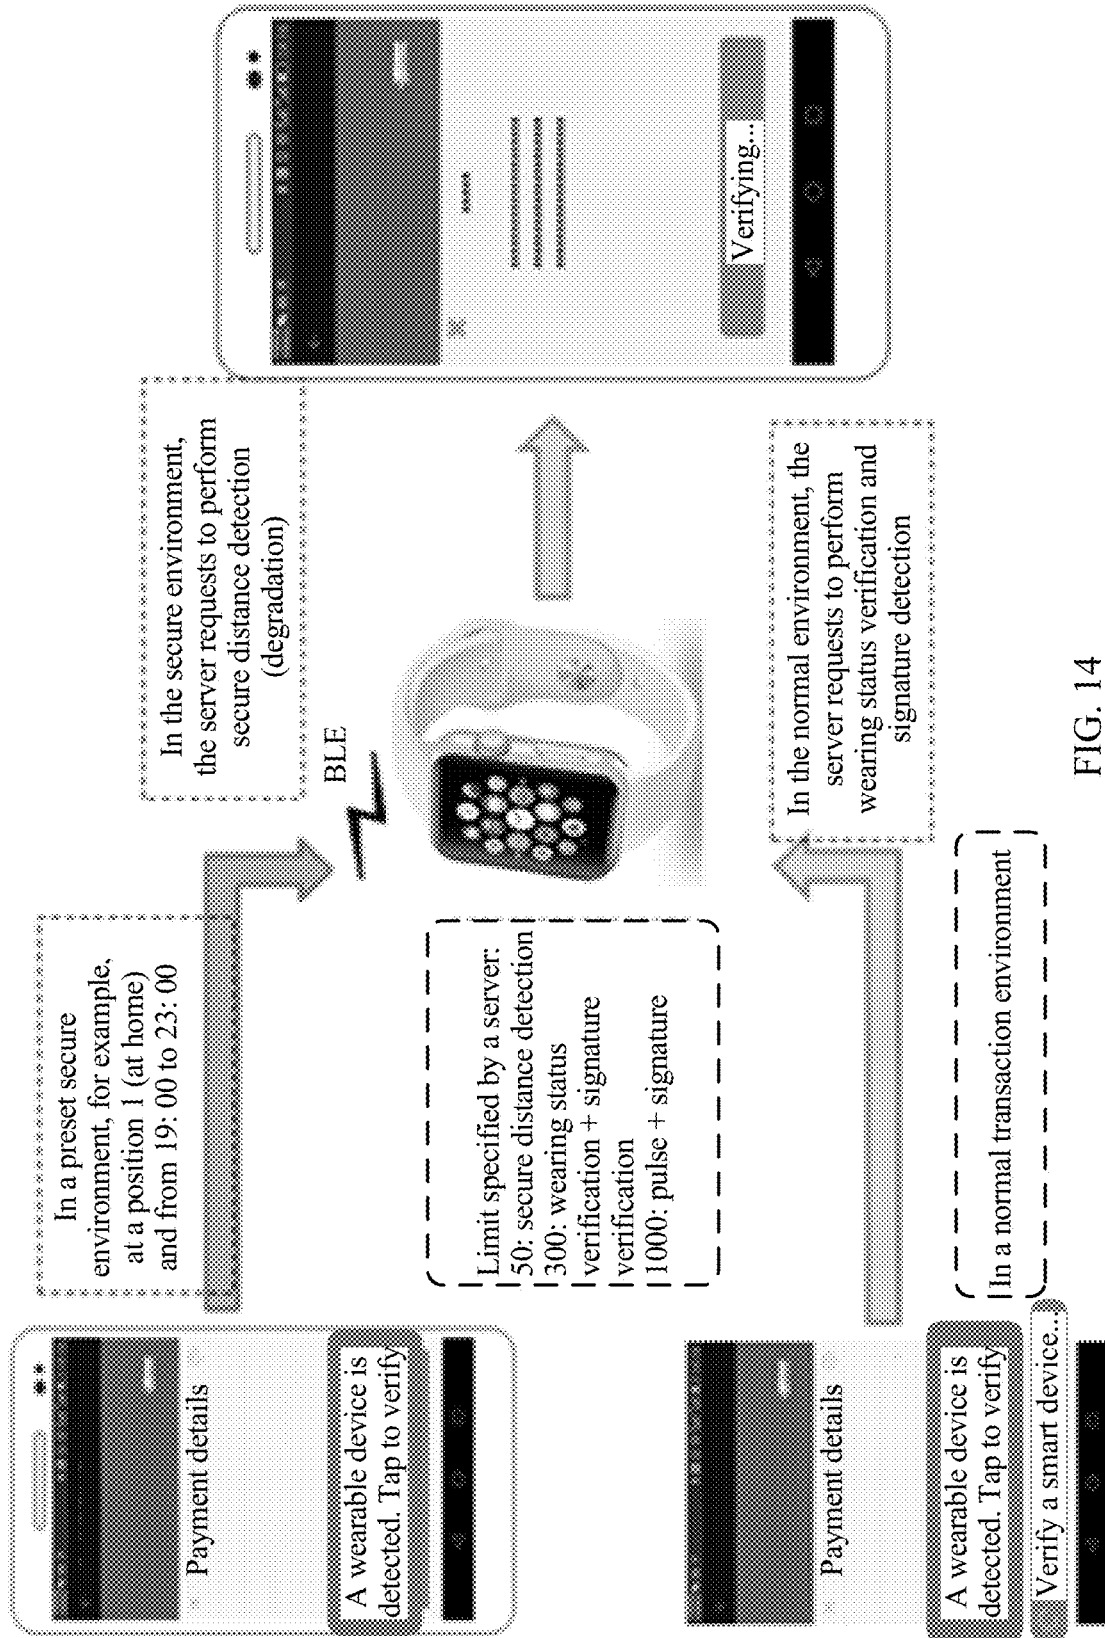 Payment details
A wearable device is
detected. Tap to verify
In a preset secure
environment, for example,
at a position 1 (at home)
and from 19: 00 to 23: 00
In the secure environment,
the server requests to perform
secure distance detection
(degradation)
BLE
Limit specified by a server:
50: secure distance detection
300: wearing status
verification + signature
verification
1000: pulse + signature
Verifying...
Payment details
A wearable device is
detected. Tap to verify
Verify a smart device...
In a normal transaction environment
In the normal environment, the
server requests to perform
wearing status verification and
signature detection
FIG. 14